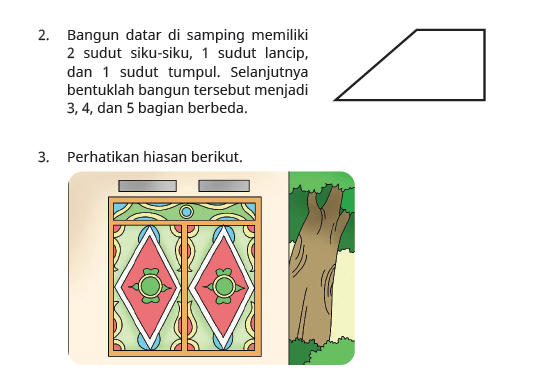 2. Bangun datar di samping memiliki
2 sudut siku-siku, 1 sudut lancip,
dan 1 sudut tumpul. Selanjutnya
bentuklah bangun tersebut menjadi
3, 4, dan 5 bagian berbeda.
3. Perhatikan hiasan berikut.